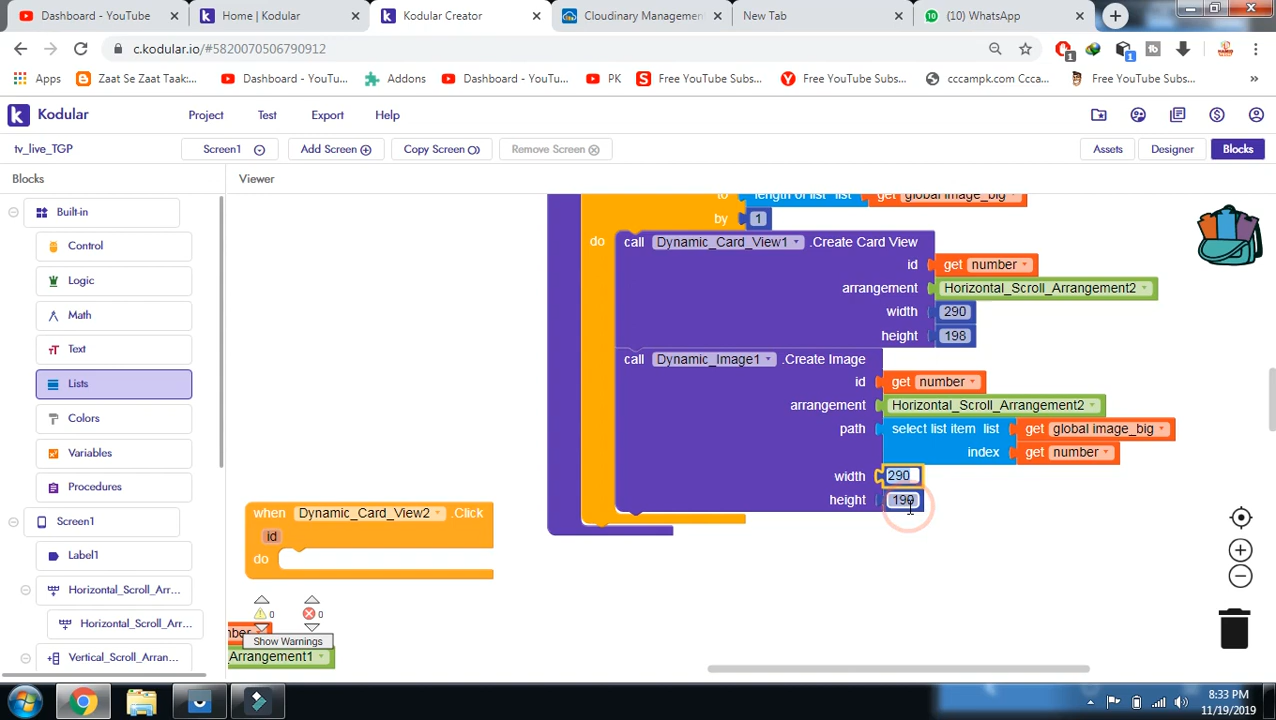 Dashboard - YouTube
Home | Kodular
Kodular Creator
Cloudinary Management
New Tab
(10) WhatsApp
c.kodular.io/#5820070506790912
Apps
Zaat Se Zaat Taak:...
Dashboard - YouTu...
Addons
Dashboard - YouTu...
PK
Free YouTube Subs...
Free YouTube Subs...
cccampk.com Ccca...
Free YouTube Subs...
Kodular
Project
Test
Export
Help
tv_live_TGP
Screen1
Add Screen
Copy Screen
Remove Screen
Assets
Designer
Blocks
Blocks
Viewer
Built-in
Control
Logic
Math
Text
Lists
Colors
Variables
Procedures
Screen1
Label1
Horizontal_Scroll_Arr...
Horizontal_Scroll_Arr...
Vertical_Scroll_Arran...
to length of list list get global image_big
by 1
do call Dynamic_Card_View1 .Create Card View
id get number
arrangement Horizontal_Scroll_Arrangement2
width 290
height 198
call Dynamic_Image1 .Create Image
id get number
arrangement Horizontal_Scroll_Arrangement2
path select list item list get global image_big
index get number
width 290
height 190
when Dynamic_Card_View2 .Click
id
do
0 0
Show Warnings
mber
Arrangement1
8:33 PM
11/19/2019